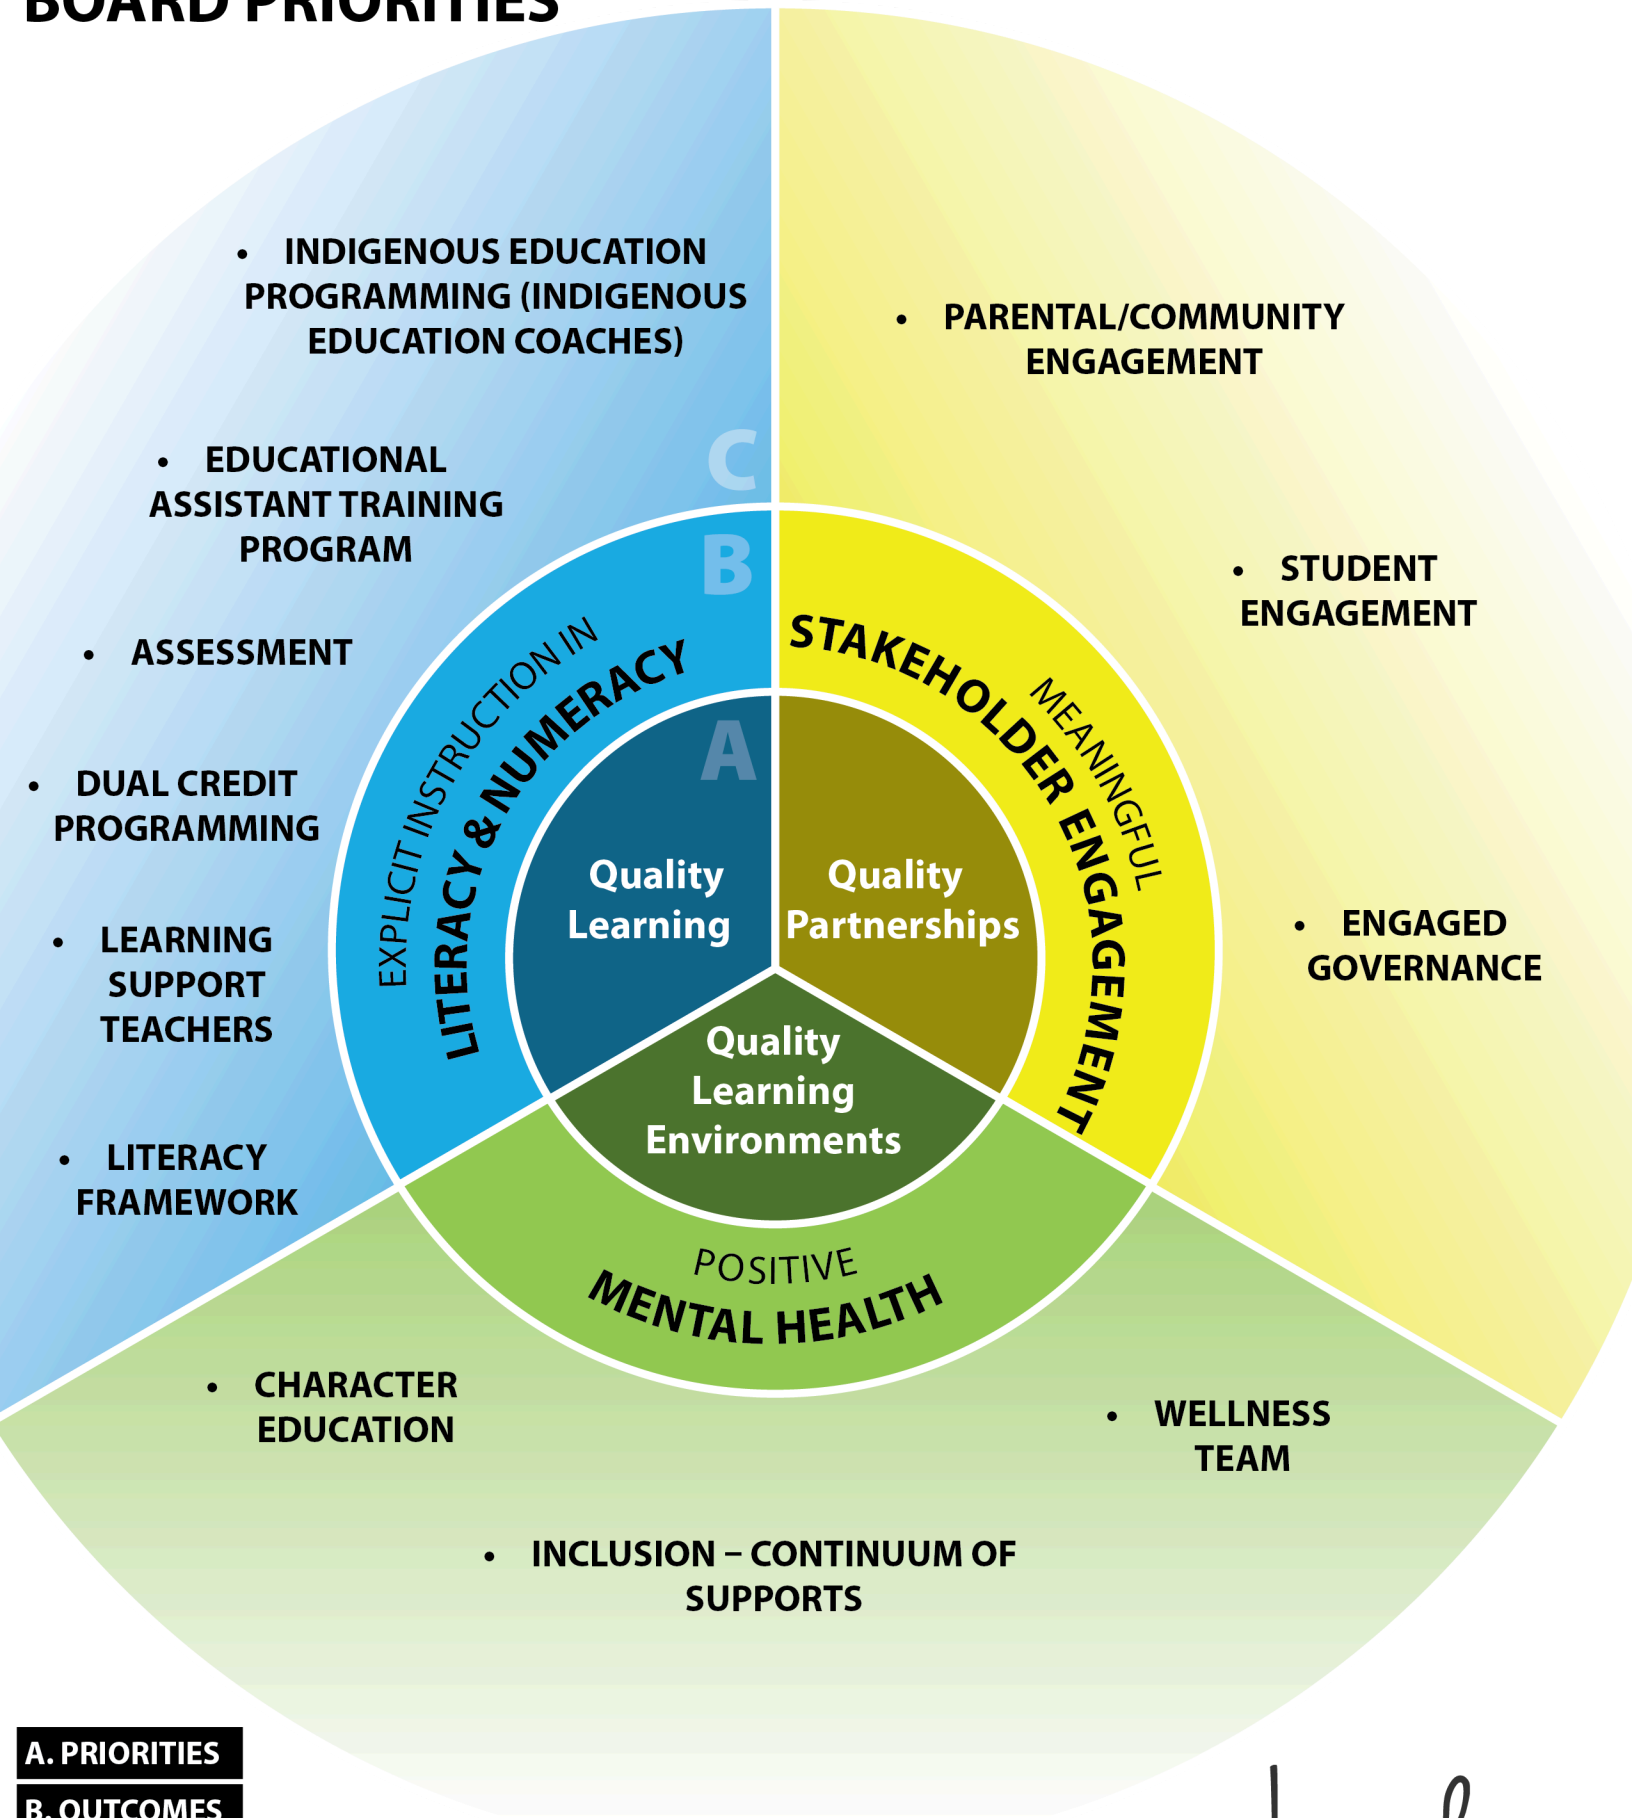 BOARD PRIORITIES
• INDIGENOUS EDUCATION
PROGRAMMING (INDIGENOUS
EDUCATION COACHES)
• EDUCATIONAL
ASSISTANT TRAINING
PROGRAM
• ASSESSMENT
• DUAL CREDIT
PROGRAMMING
• LEARNING
SUPPORT
TEACHERS
• LITERACY
FRAMEWORK
C
B
A
EXPLICIT INSTRUCTION IN
LITERACY & NUMERACY
Quality
Learning
• PARENTAL/COMMUNITY
ENGAGEMENT
• STUDENT
ENGAGEMENT
• ENGAGED
GOVERNANCE
MEANINGFUL
STAKEHOLDER ENGAGEMENT
Quality
Partnerships
Quality
Learning
Environments
POSITIVE
MENTAL HEALTH
• CHARACTER
EDUCATION
• WELLNESS
TEAM
• INCLUSION – CONTINUUM OF
SUPPORTS
A. PRIORITIES
B. OUTCOMES